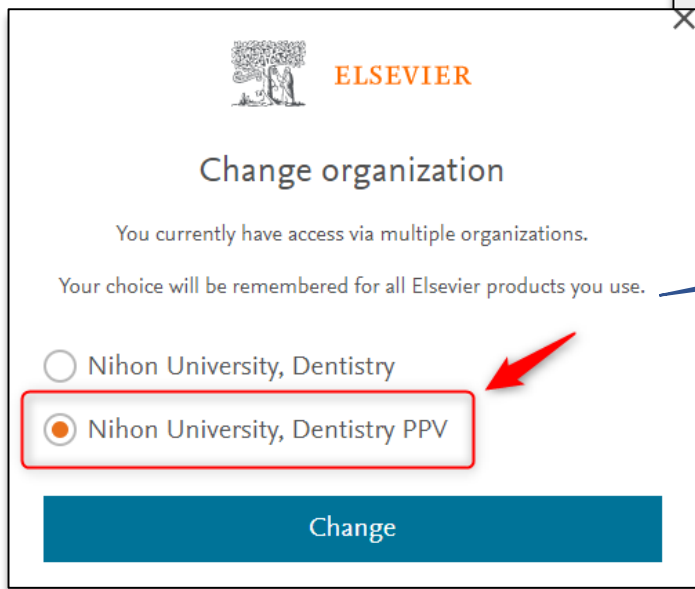 ELSEVIER
Change organization
You currently have access via multiple organizations.
Your choice will be remembered for all Elsevier products you use.
Nihon University, Dentistry
Nihon University, Dentistry PPV
Change